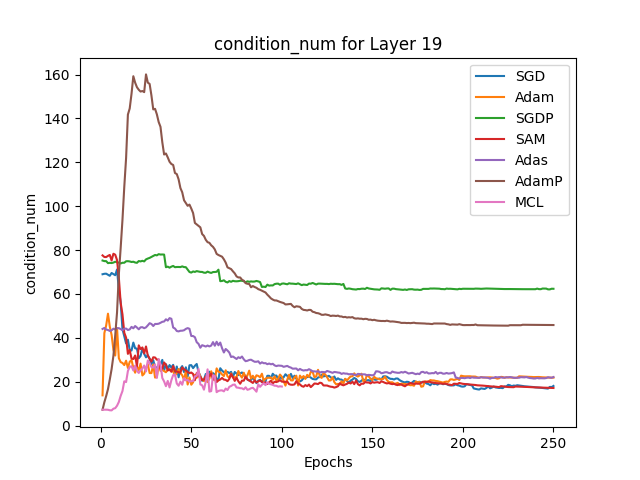 condition_num for Layer 19
condition_num
160
140
120
100
80
60
40
20
0
0 50 100 150 200 250
Epochs
SGD
Adam
SGDP
SAM
Adas
AdamP
MCL